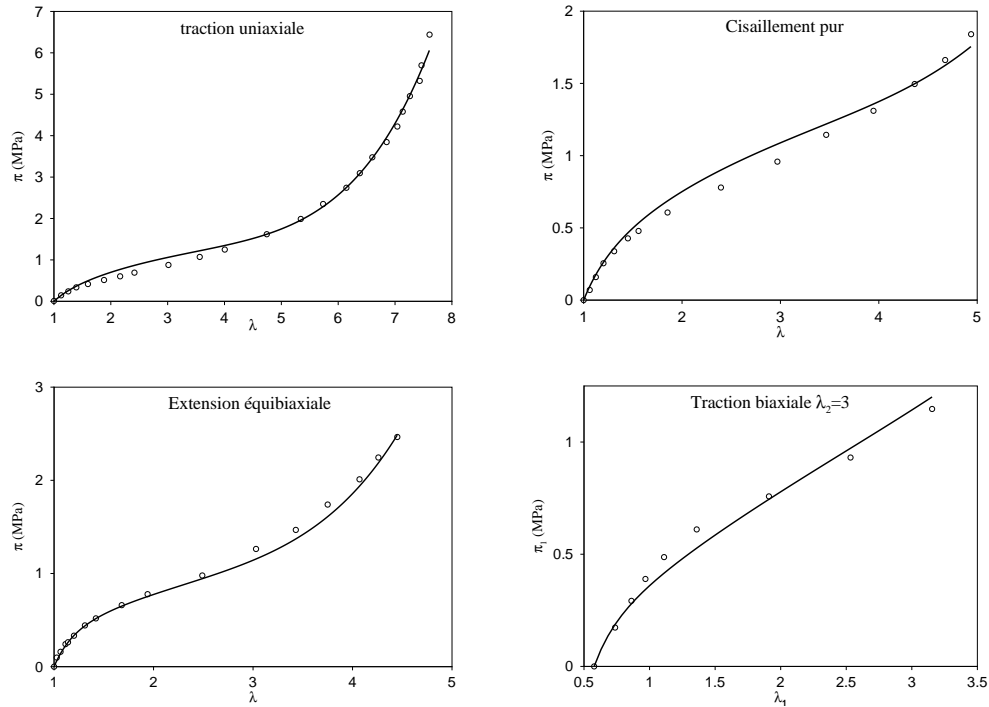 traction uniaxiale
π (MPa)
7
6
5
4
3
2
1
0
1 2 3 4 5 6 7 8
λ
Cisaillement pur
π (MPa)
2
1.5
1
0.5
0
1 2 3 4 5
λ
Extension équibiaxiale
π (MPa)
3
2
1
0
1 2 3 4 5
λ
Traction biaxiale λ₂=3
π₁ (MPa)
1
0.5
0
0.5 1 1.5 2 2.5 3 3.5
λ₁